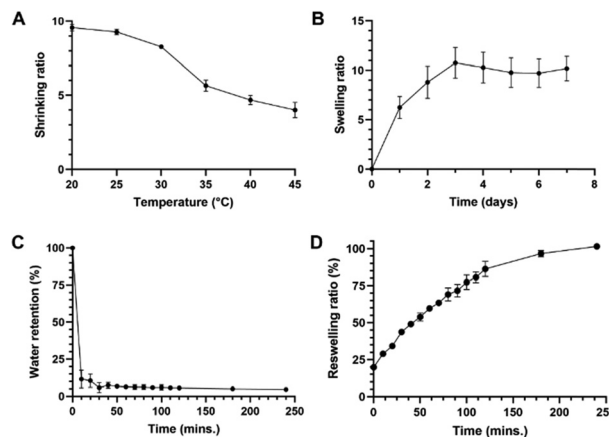 A
Shrinking ratio
10
5
0
20 25 30 35 40 45
Temperature (°C)
B
Swelling ratio
15
10
5
0
0 2 4 6 8
Time (days)
C
Water retention (%)
100
75
50
25
0
0 50 100 150 200 250
Time (mins.)
D
Reswelling ratio (%)
100
75
50
25
0
0 50 100 150 200 25
Time (mins.)